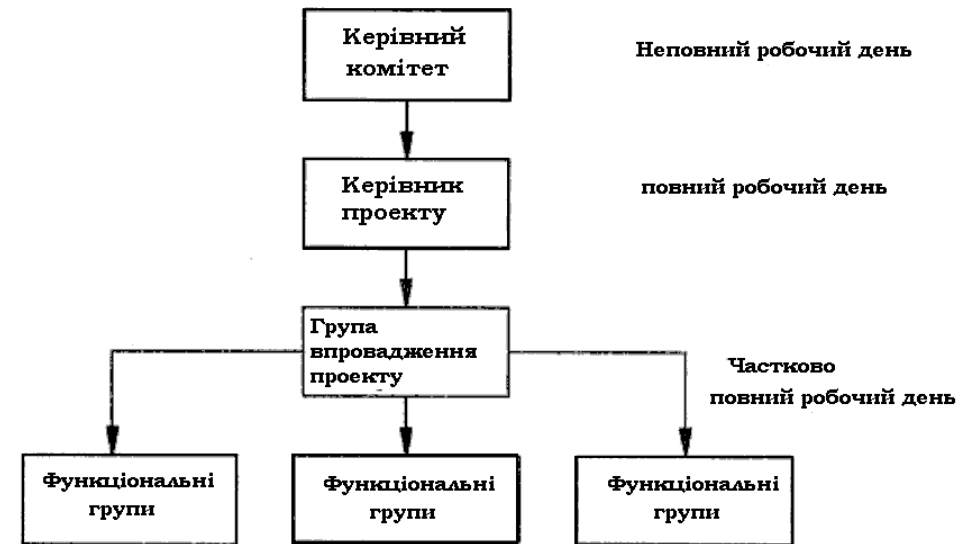 Керівний
комітет
Неповний робочий день
Керівник
проекту
повний робочий день
Група
впровадження
проекту
Частково
повний робочий день
Функціональні
групи
Функціональні
групи
Функціональні
групи